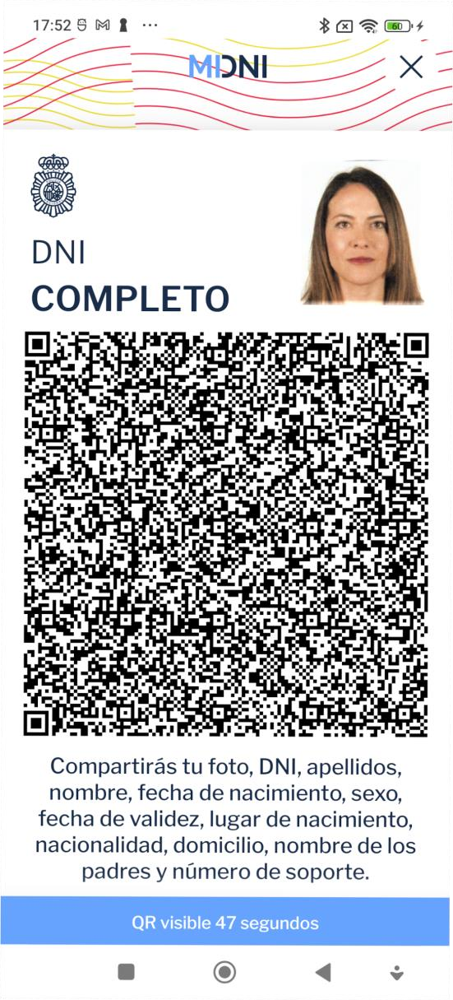 17:52
60
MIDNI
DNI
COMPLETO
Compartirás tu foto, DNI, apellidos,
nombre, fecha de nacimiento, sexo,
fecha de validez, lugar de nacimiento,
nacionalidad, domicilio, nombre de los
padres y número de soporte.
QR visible 47 segundos